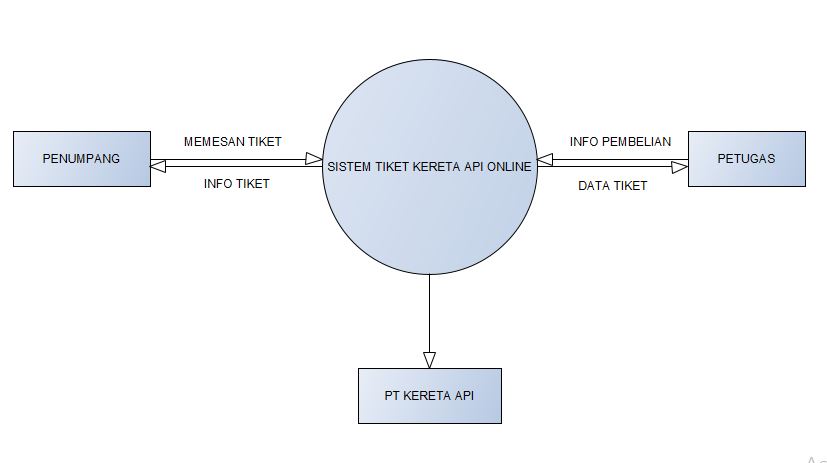 MEMESAN TIKET
INFO PEMBELIAN
PENUMPANG
SISTEM TIKET KERETA API ONLINE
PETUGAS
INFO TIKET
DATA TIKET
PT KERETA API